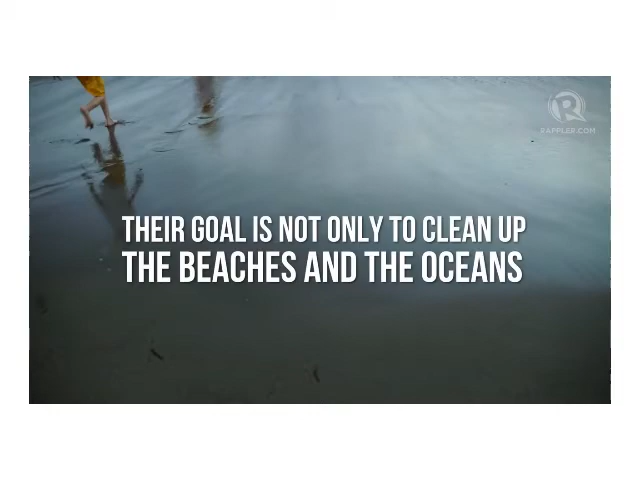 RAPPLER.COM
THEIR GOAL IS NOT ONLY TO CLEAN UP
THE BEACHES AND THE OCEANS